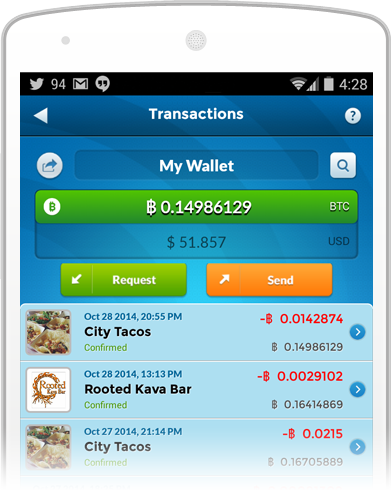 94 4:28
Transactions ?
My Wallet
฿ 0.14986129 BTC
$ 51.857 USD
Request Send
Oct 28 2014, 20:55 PM -฿ 0.0142874
City Tacos
Confirmed ฿ 0.14986129
Oct 28 2014, 13:13 PM -฿ 0.0029102
Rooted Kava Bar
Rooted
Kava Bar
Confirmed ฿ 0.16414869
Oct 27 2014, 21:14 PM -฿ 0.0215
City Tacos
Confirmed ฿ 0.16705889